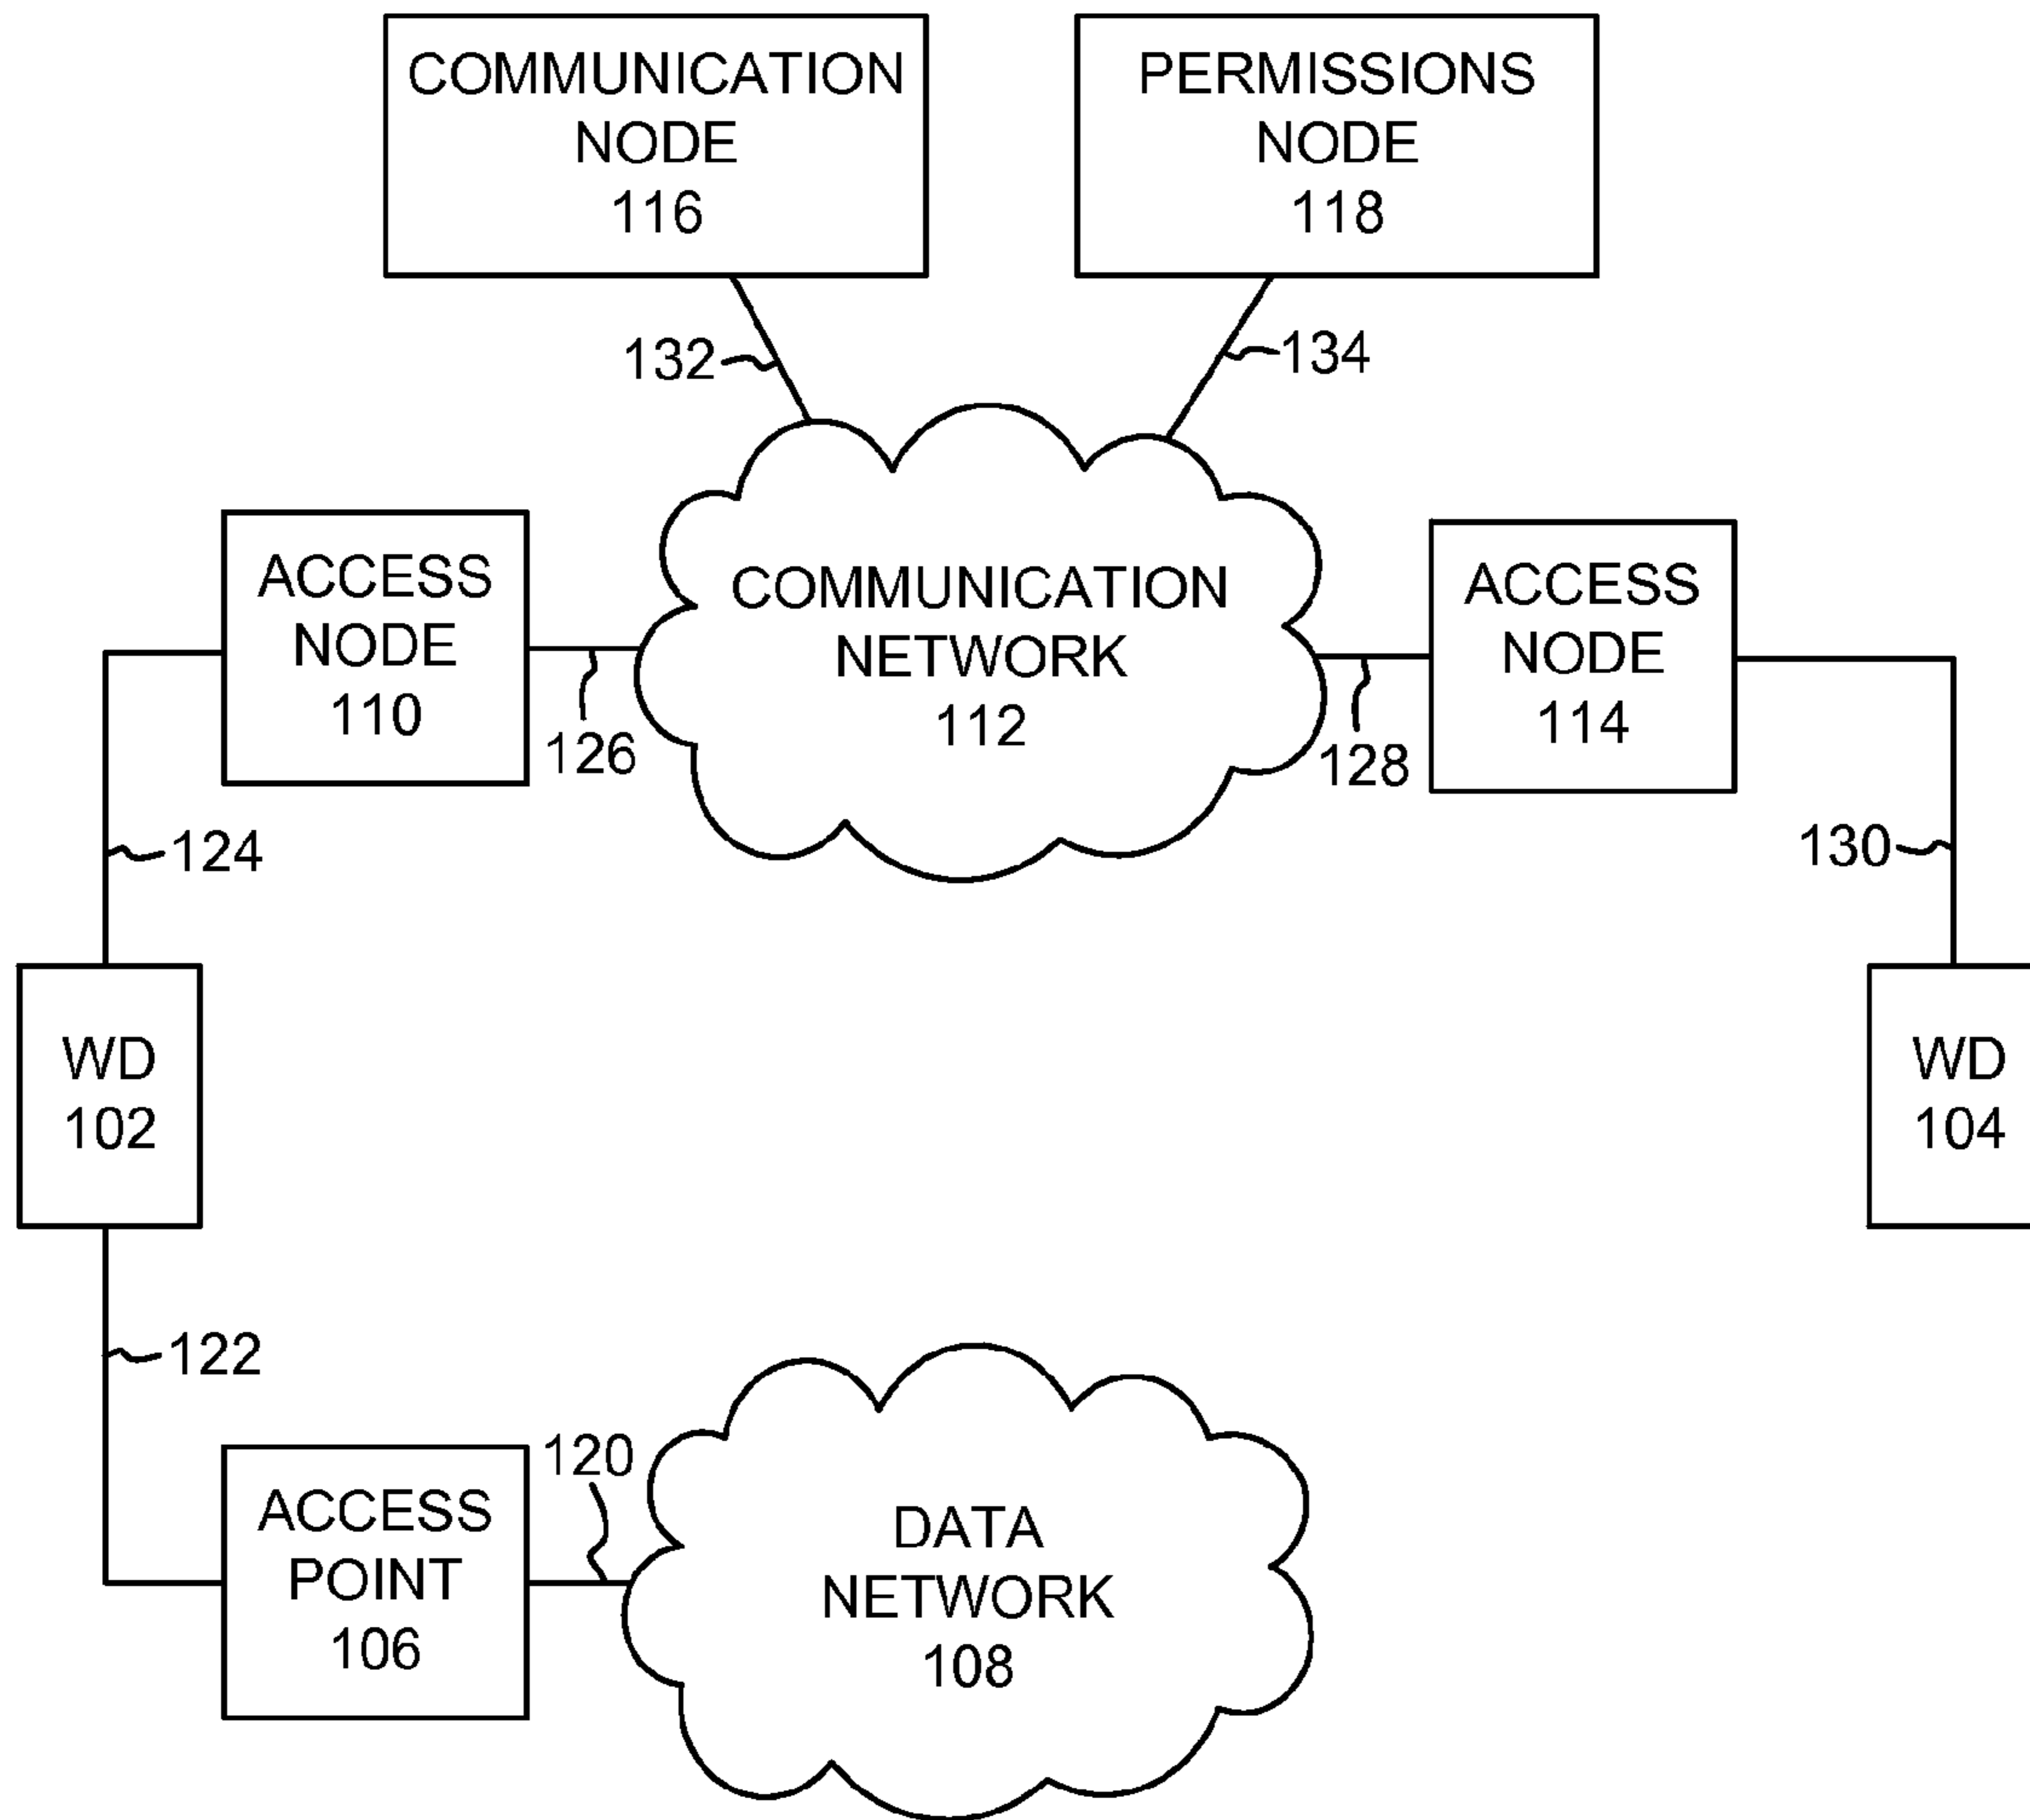 COMMUNICATION
NODE
116
PERMISSIONS
NODE
118
132
134
ACCESS
NODE
110
126
COMMUNICATION
NETWORK
112
128
ACCESS
NODE
114
124
130
WD
102
WD
104
122
ACCESS
POINT
106
120
DATA
NETWORK
108